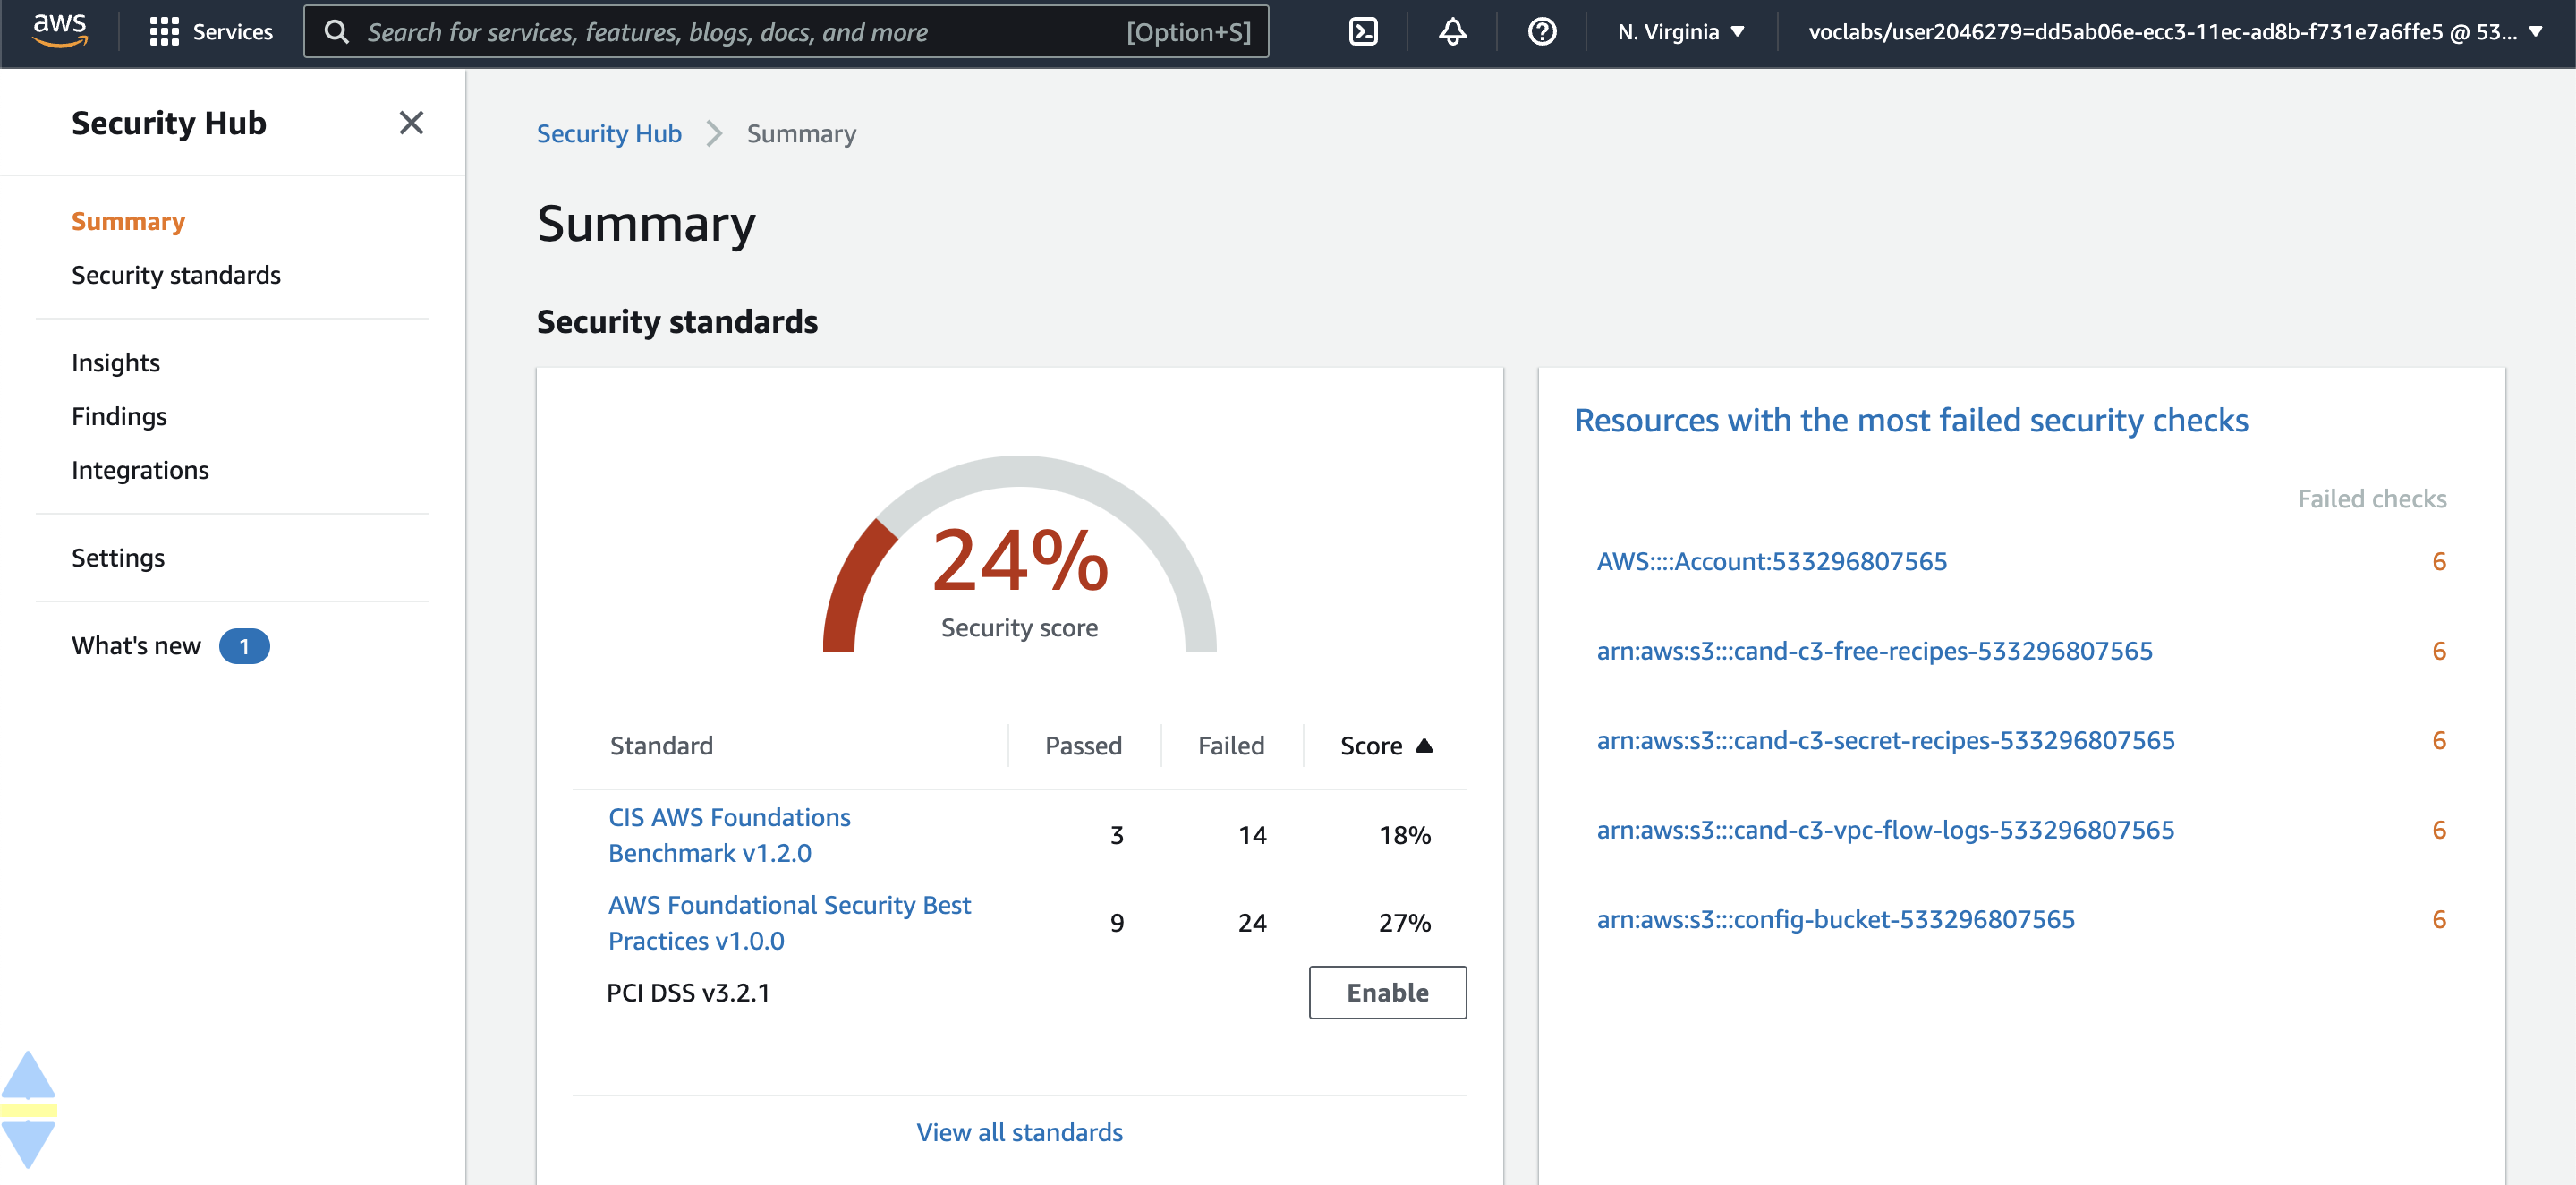 aws
Services
Search for services, features, blogs, docs, and more
[Option+S]
N. Virginia
voclabs/user2046279=dd5ab06e-ecc3-11ec-ad8b-f731e7a6ffe5 @ 53...
Security Hub
Summary
Security standards
Insights
Findings
Integrations
Settings
What's new 1
Security Hub
Summary
Summary
Security standards
24%
Security score
Standard Passed Failed Score
CIS AWS Foundations
Benchmark v1.2.0
3 14 18%
AWS Foundational Security Best
Practices v1.0.0
9 24 27%
PCI DSS v3.2.1
Enable
View all standards
Resources with the most failed security checks
Failed checks
AWS::::Account:533296807565 6
arn:aws:s3:::cand-c3-free-recipes-533296807565 6
arn:aws:s3:::cand-c3-secret-recipes-533296807565 6
arn:aws:s3:::cand-c3-vpc-flow-logs-533296807565 6
arn:aws:s3:::config-bucket-533296807565 6